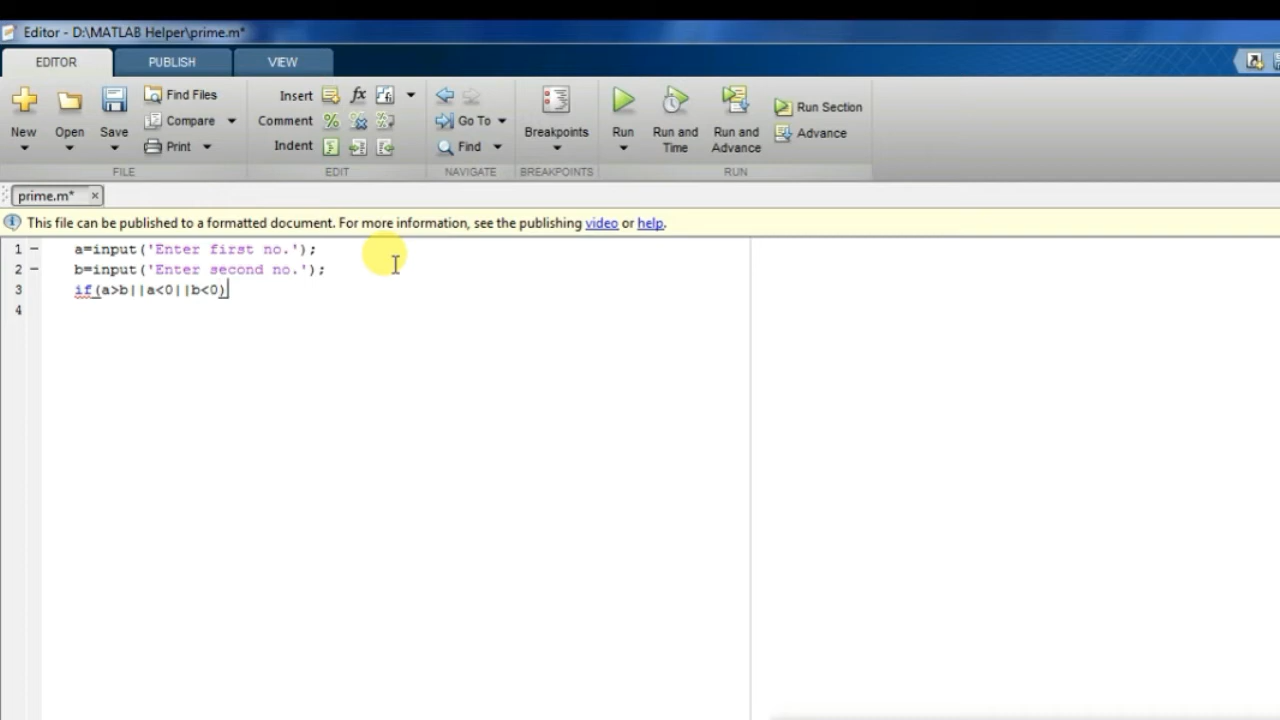 Editor - D:\MATLAB Helper\prime.m*
EDITOR PUBLISH VIEW
New Open Save Find Files Compare Print
Insert fx
Comment
Indent
Go To
Find
Breakpoints
Run Run and Time Run and Advance Run Section Advance
FILE EDIT NAVIGATE BREAKPOINTS RUN
prime.m* ×
This file can be published to a formatted document. For more information, see the publishing video or help.
1 – a=input('Enter first no.');
2 – b=input('Enter second no.');
3 if(a>b||a<0||b<0)
4